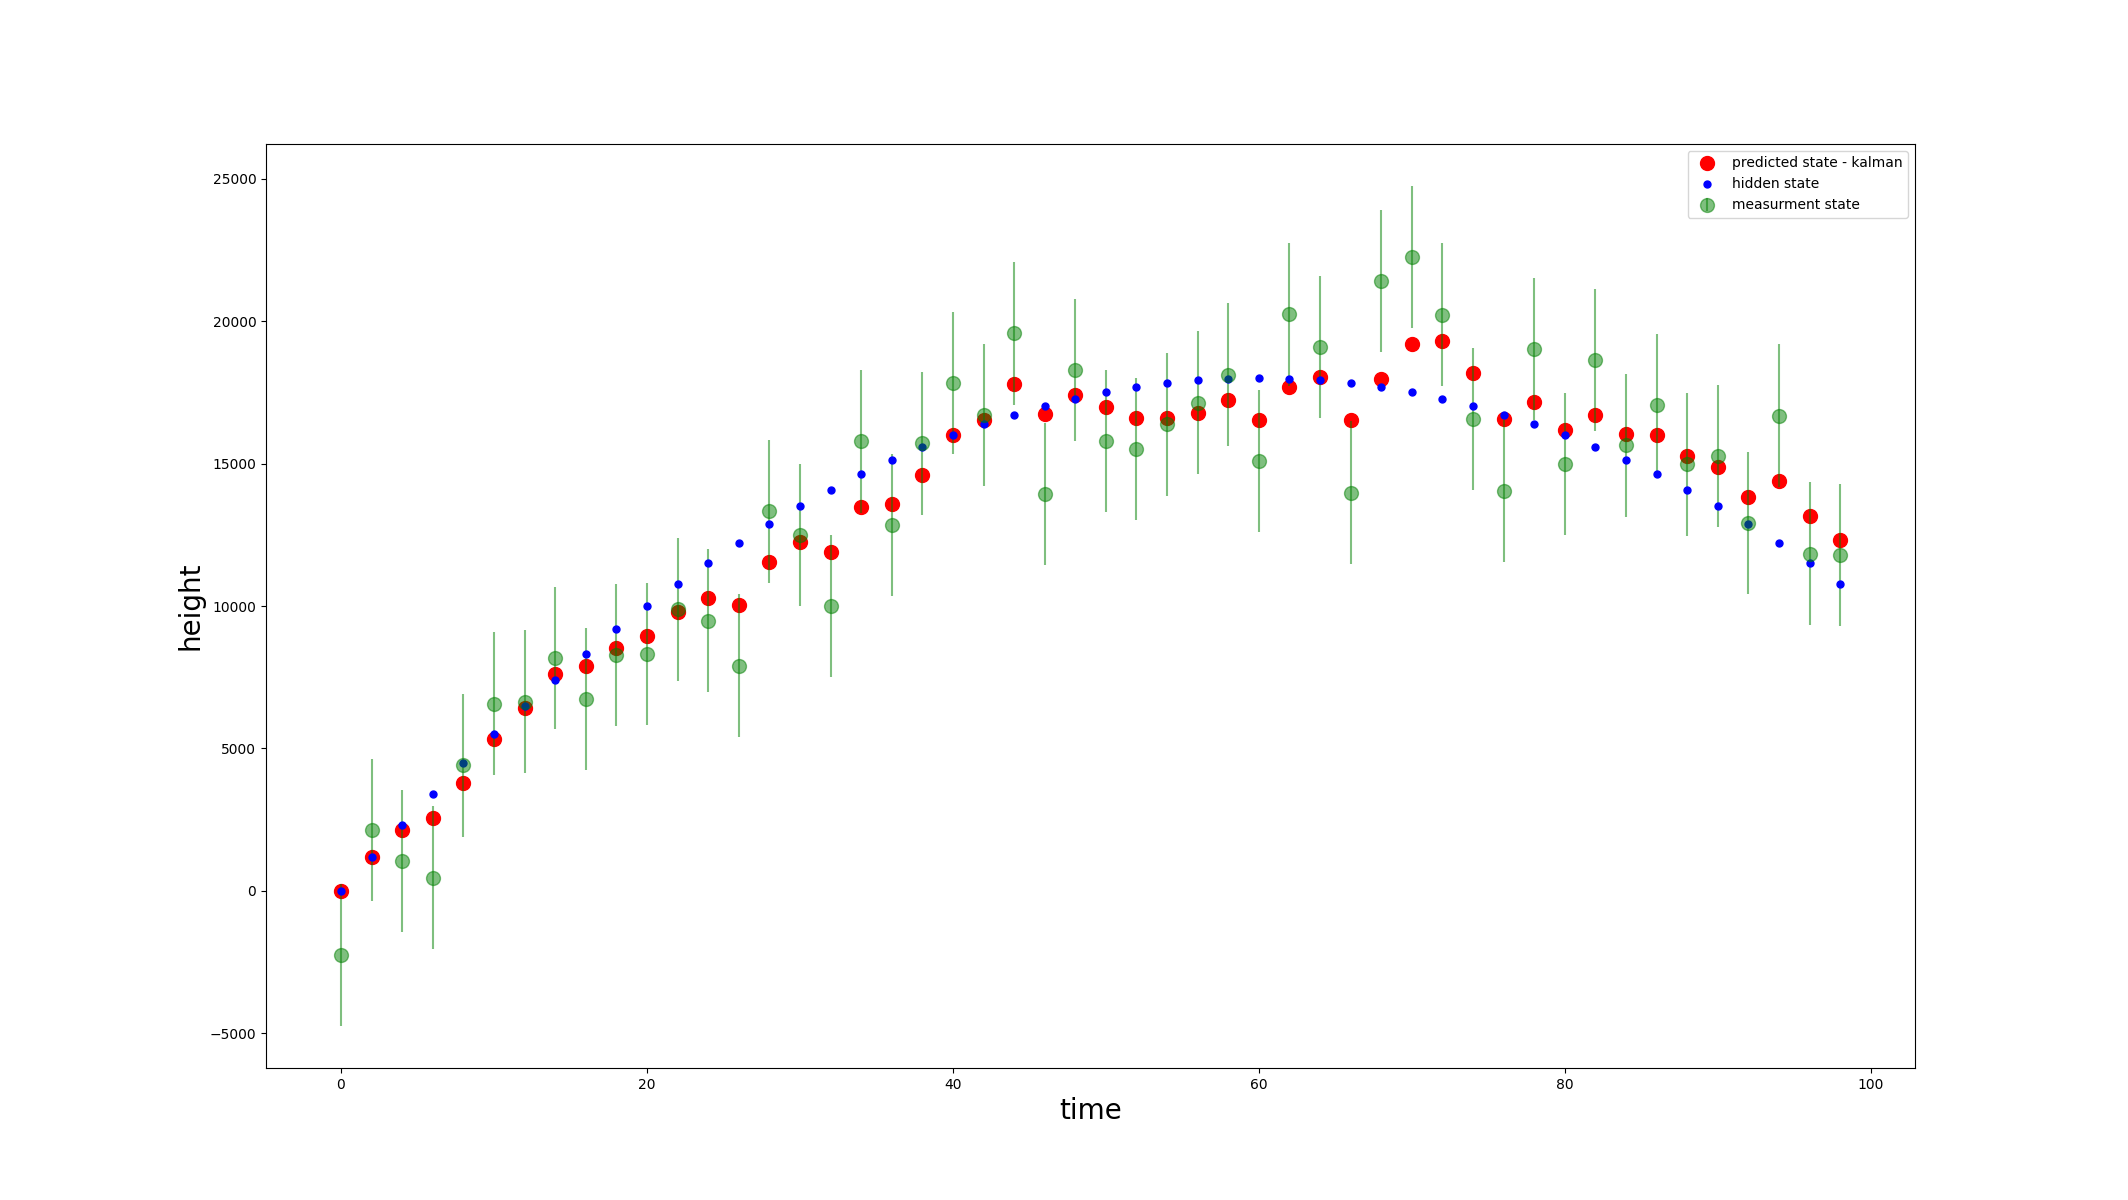 predicted state - kalman
hidden state
measurment state
25000
20000
15000
10000
5000
0
−5000
height
0 20 40 60 80 100
time